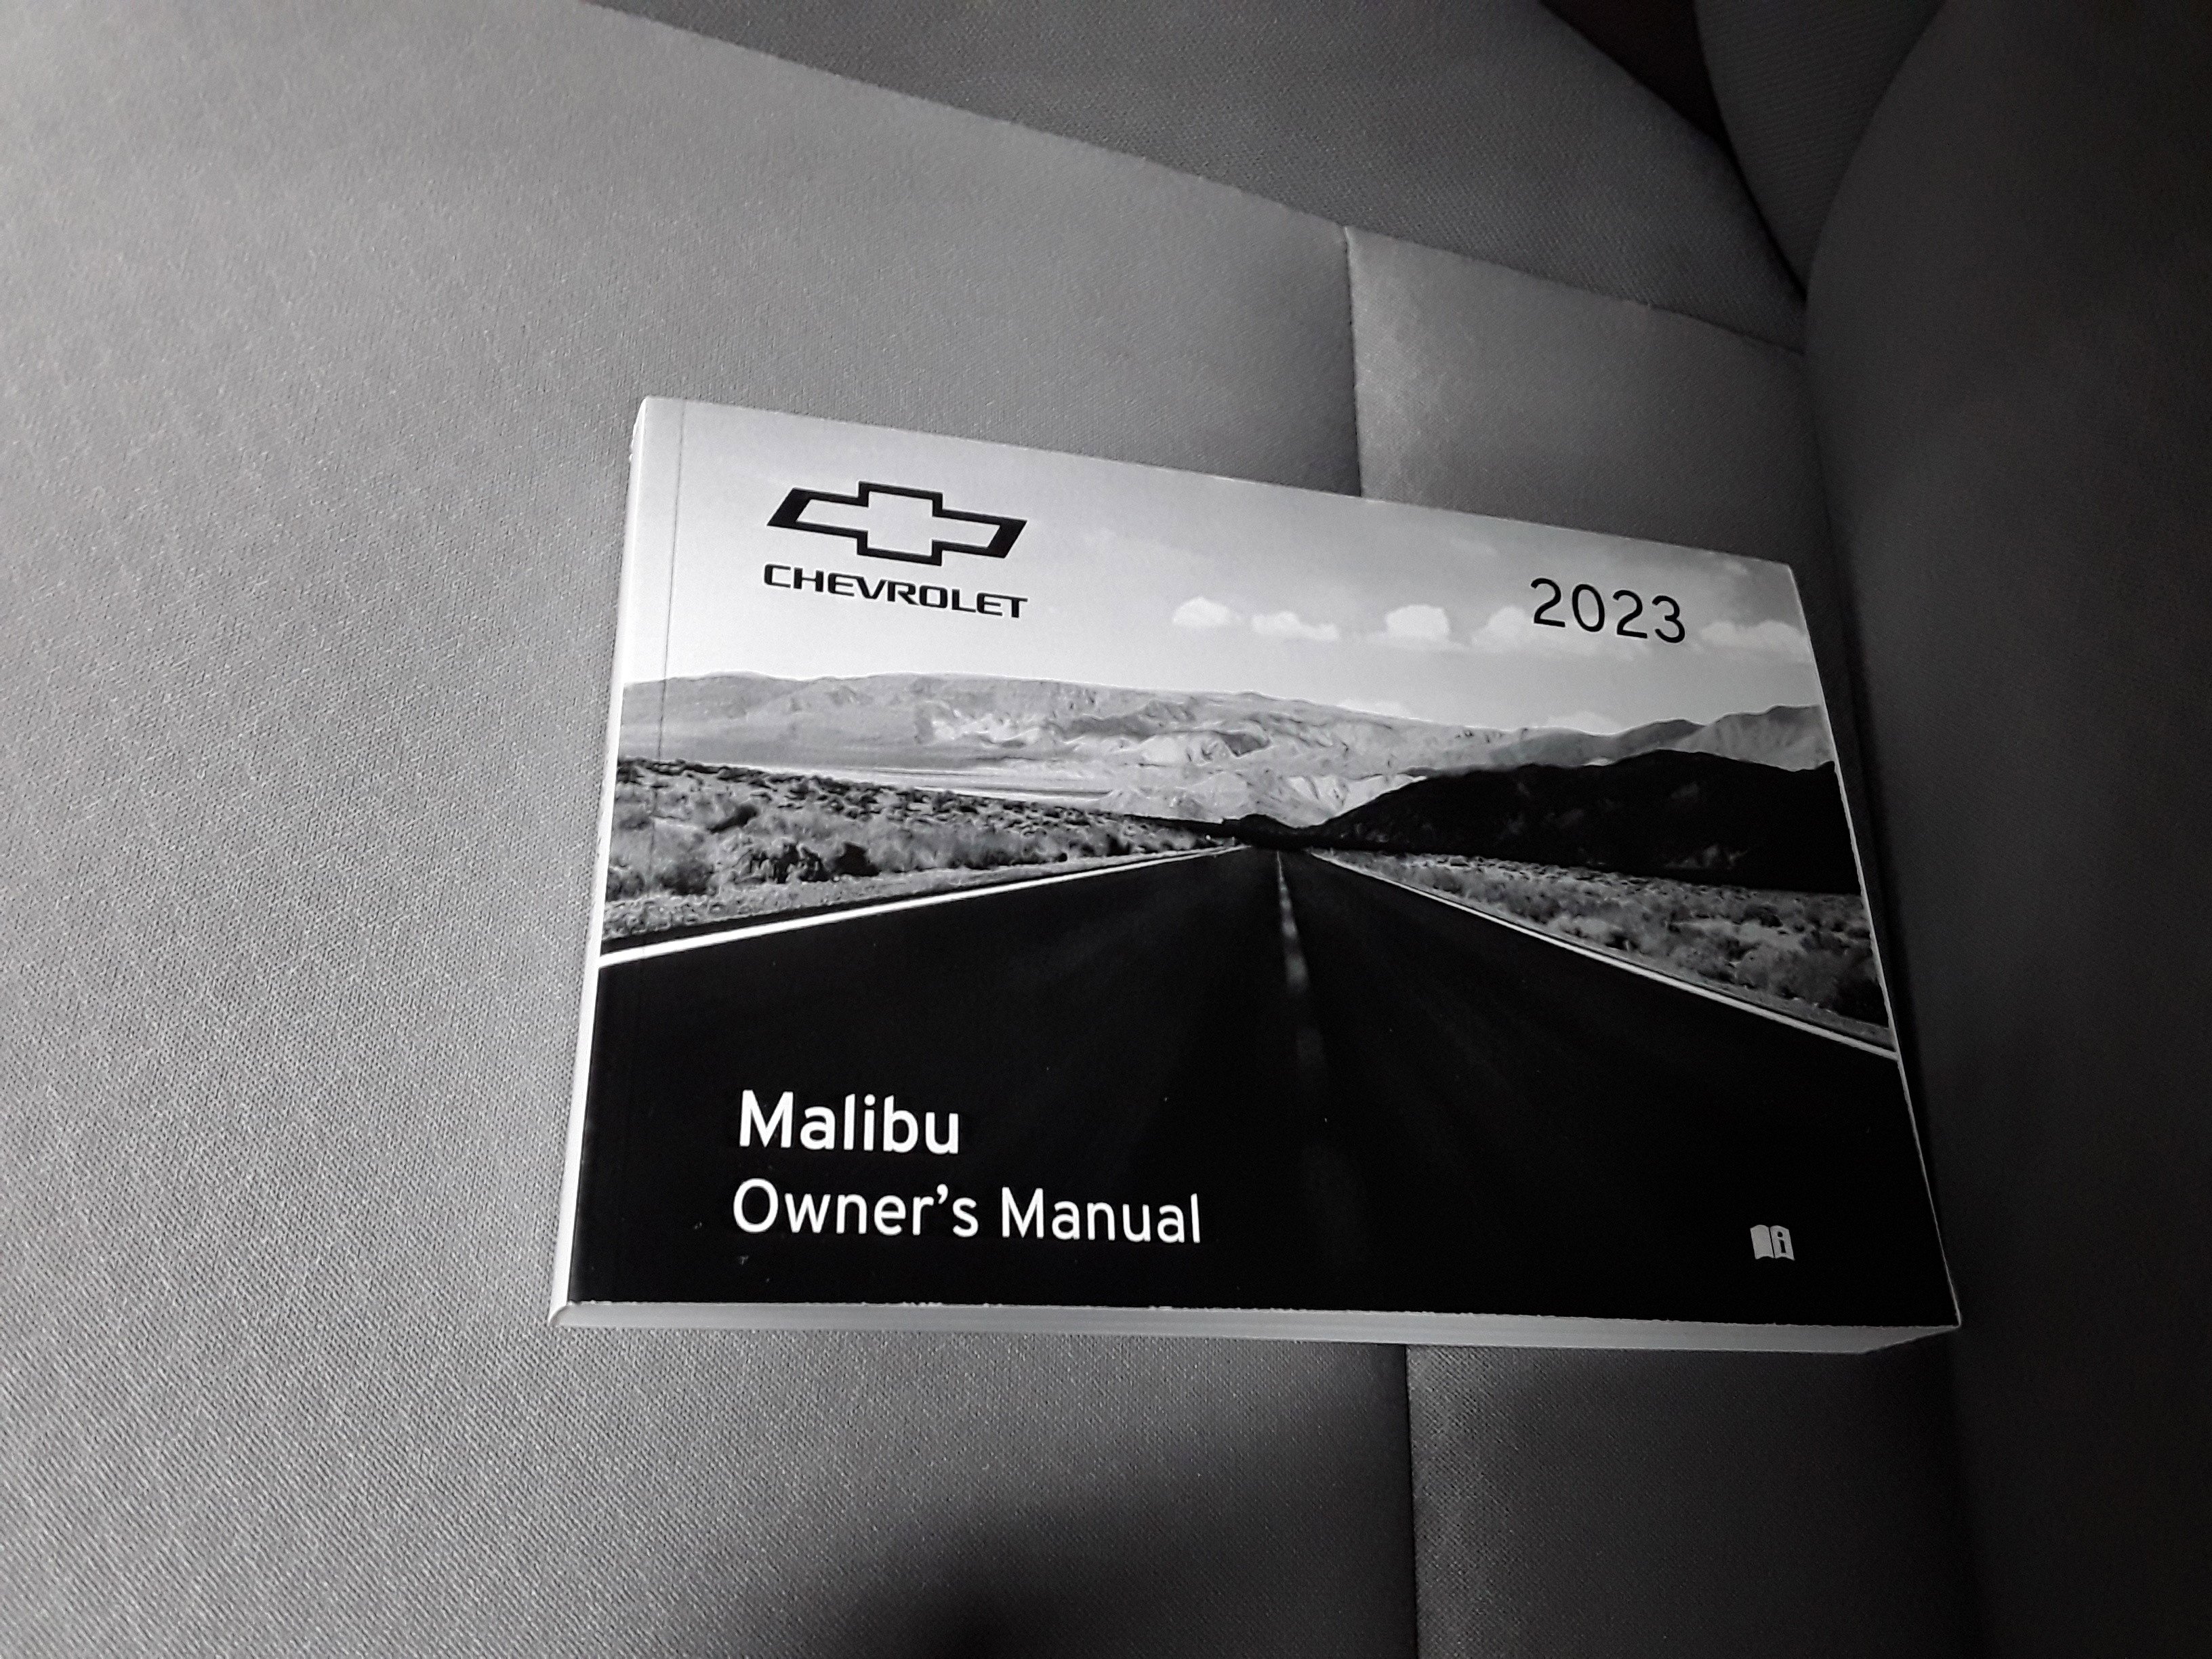 CHEVROLET
2023
Malibu
Owner's Manual
i